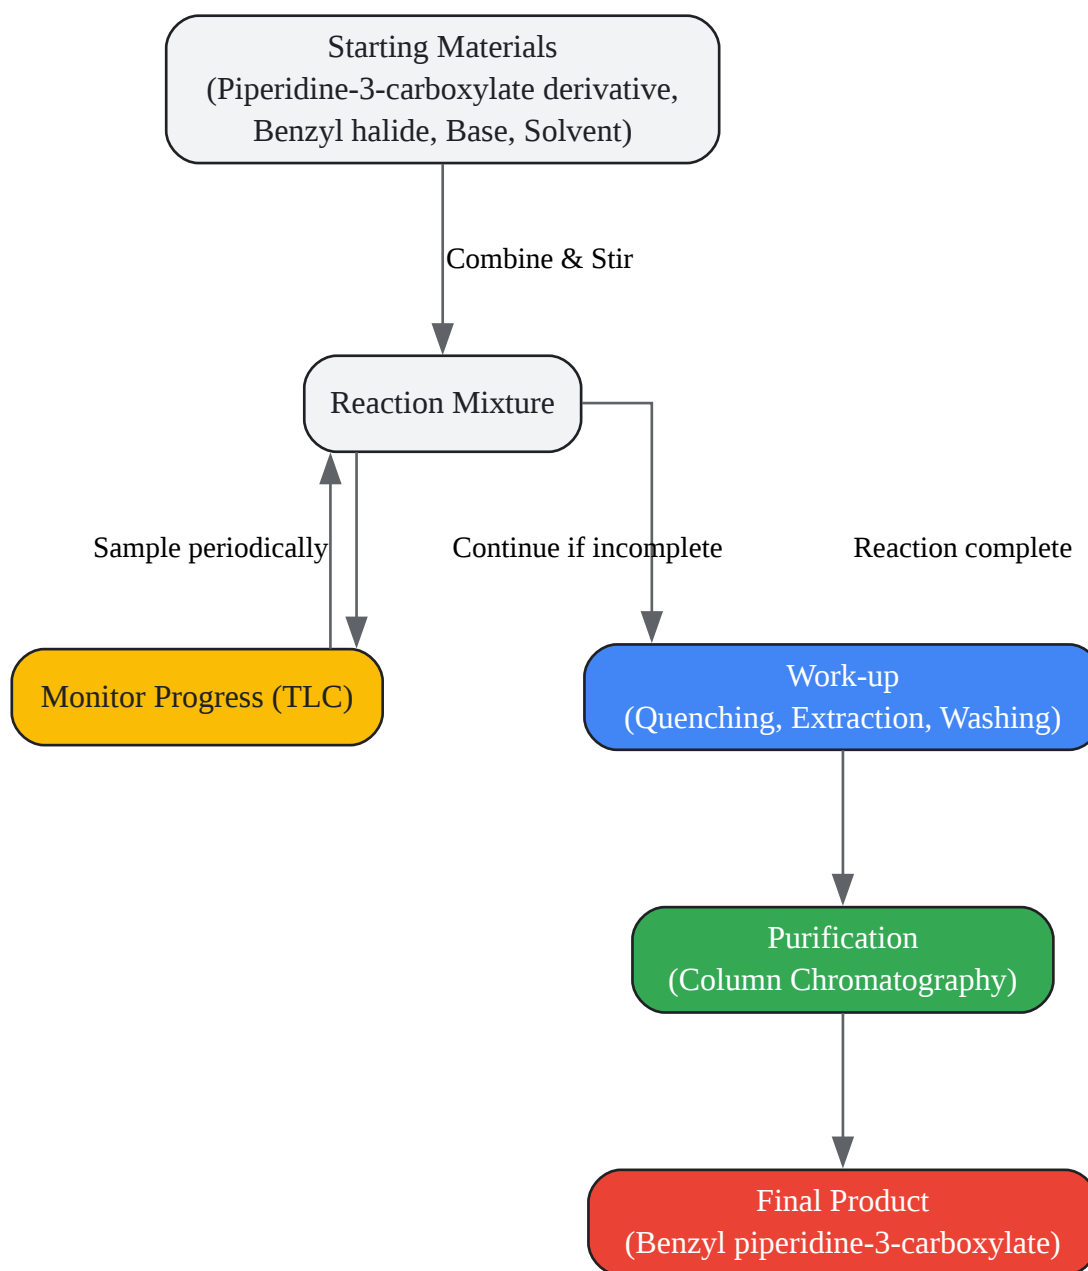 Starting Materials
(Piperidine-3-carboxylate derivative,
Benzyl halide, Base, Solvent)
Combine & Stir
Reaction Mixture
Sample periodically
Continue if incomplete
Reaction complete
Monitor Progress (TLC)
Work-up
(Quenching, Extraction, Washing)
Purification
(Column Chromatography)
Final Product
(Benzyl piperidine-3-carboxylate)